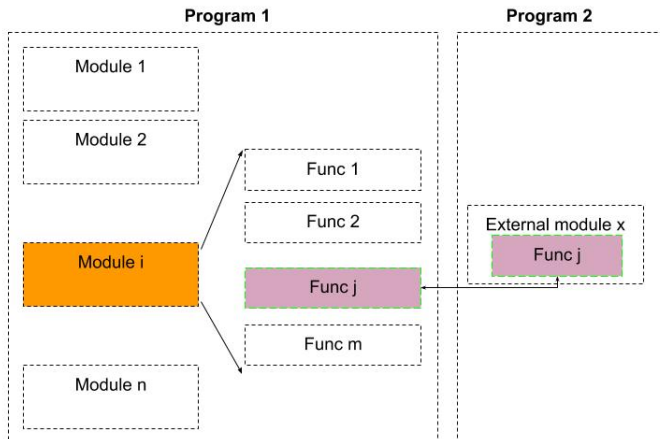 Program 1
Program 2
Module 1
Module 2
Func 1
Func 2
External module x
Func j
Module i
Func j
Func m
Module n